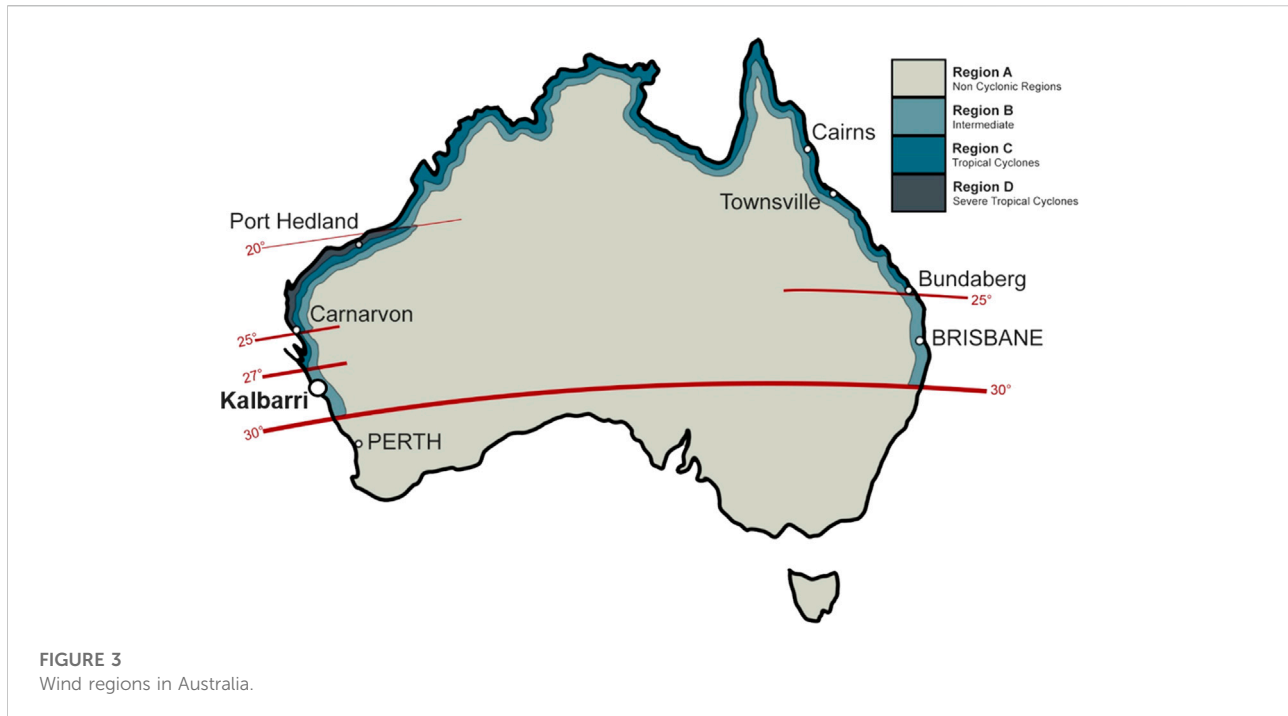 Region A
Non Cyclonic Regions
Region B
Intermediate
Region C
Tropical Cyclones
Region D
Severe Tropical Cyclones
Cairns
Townsville
Port Hedland
20°
Bundaberg
25°
Carnarvon
25°
BRISBANE
27°
Kalbarri
30°
30°
PERTH
FIGURE 3
Wind regions in Australia.